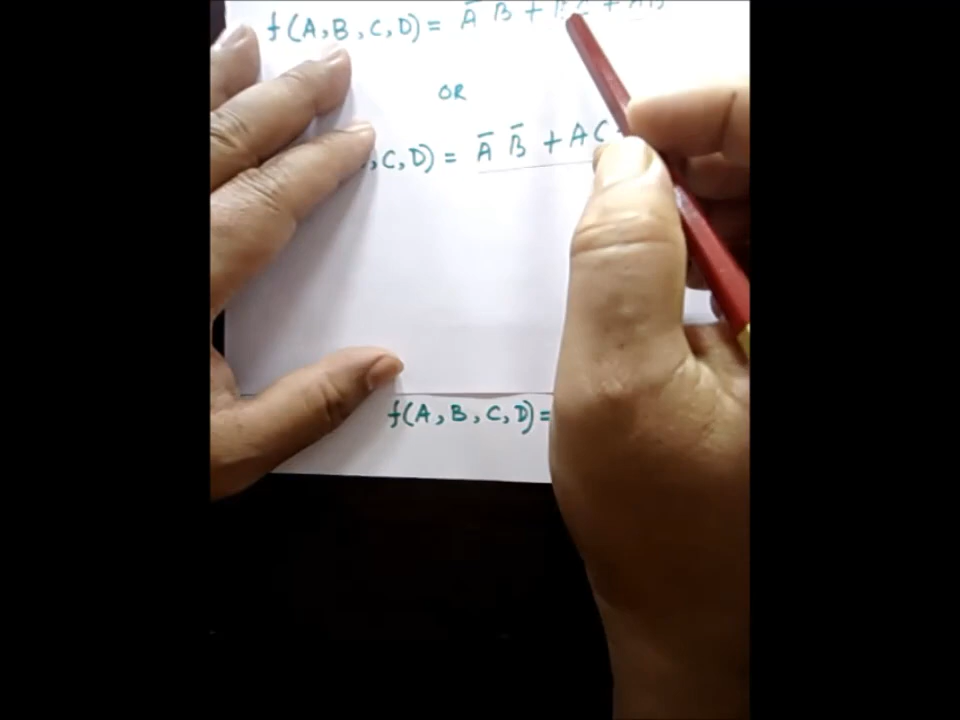 f(A,B,C,D) = A̅ B̅ +
OR
,C,D) = A̅ B̅ + AC
f(A,B,C,D) =